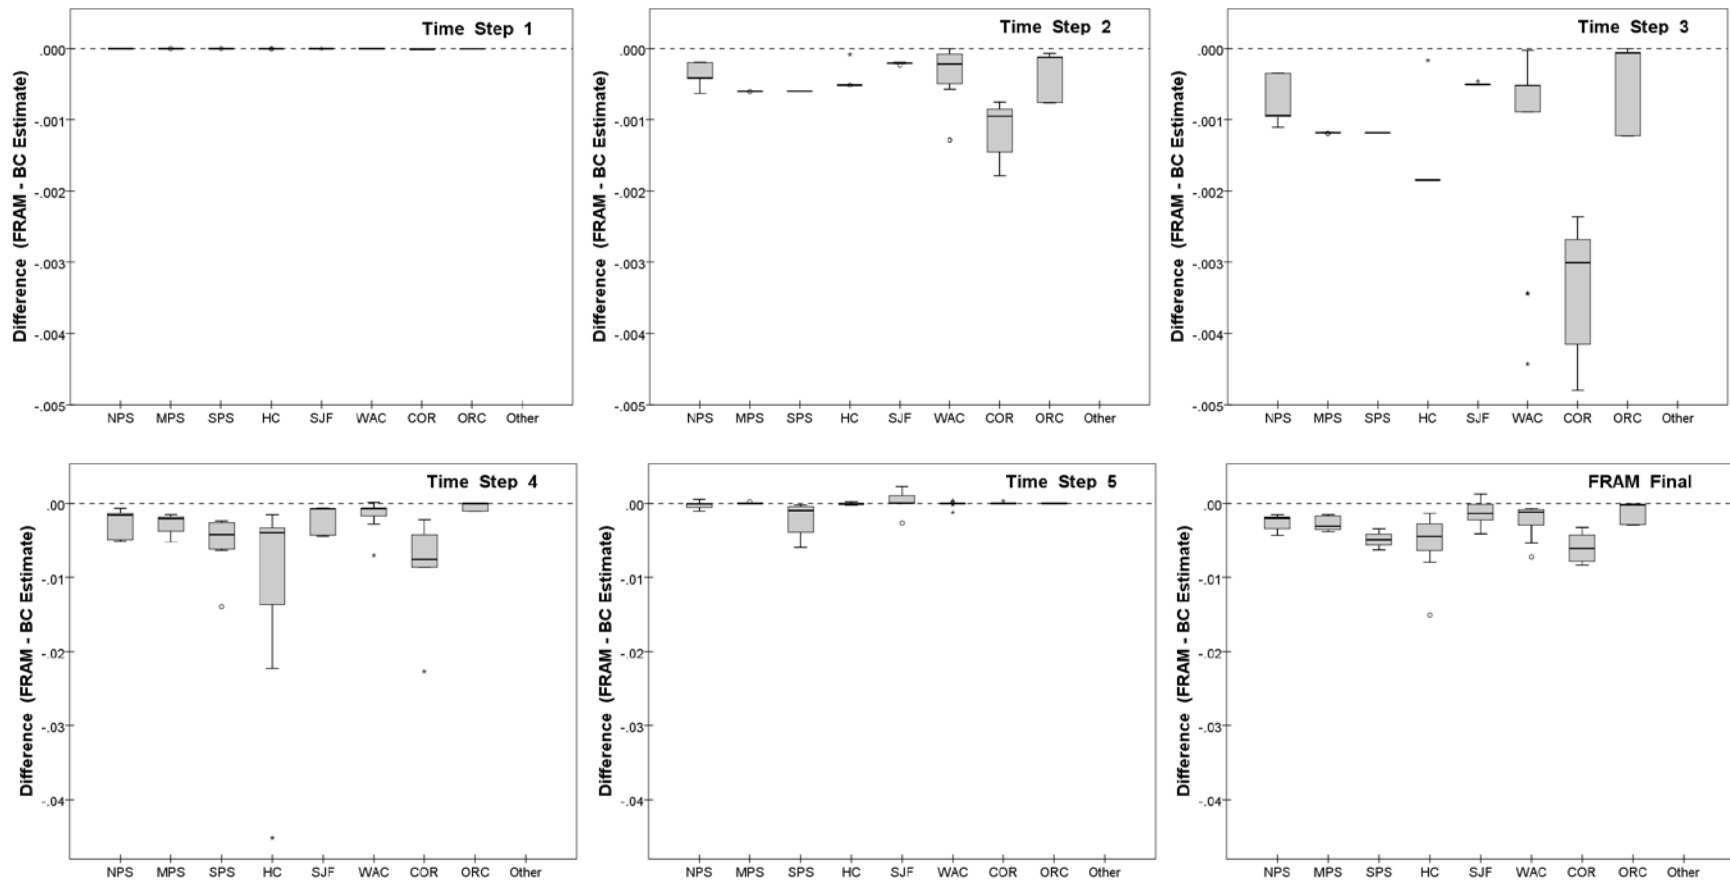 Time Step 1
Difference (FRAM - BC Estimate)
.000
-.001
-.002
-.003
-.004
-.005
NPS MPS SPS HC SJF WAC COR ORC Other
Time Step 2
Difference (FRAM - BC Estimate)
.000
-.001
-.002
-.003
-.004
-.005
NPS MPS SPS HC SJF WAC COR ORC Other
Time Step 3
Difference (FRAM - BC Estimate)
.000
-.001
-.002
-.003
-.004
-.005
NPS MPS SPS HC SJF WAC COR ORC Other
Time Step 4
Difference (FRAM - BC Estimate)
.00
-.01
-.02
-.03
-.04
NPS MPS SPS HC SJF WAC COR ORC Other
Time Step 5
Difference (FRAM - BC Estimate)
.00
-.01
-.02
-.03
-.04
NPS MPS SPS HC SJF WAC COR ORC Other
FRAM Final
Difference (FRAM - BC Estimate)
.00
-.01
-.02
-.03
-.04
NPS MPS SPS HC SJF WAC COR ORC Other